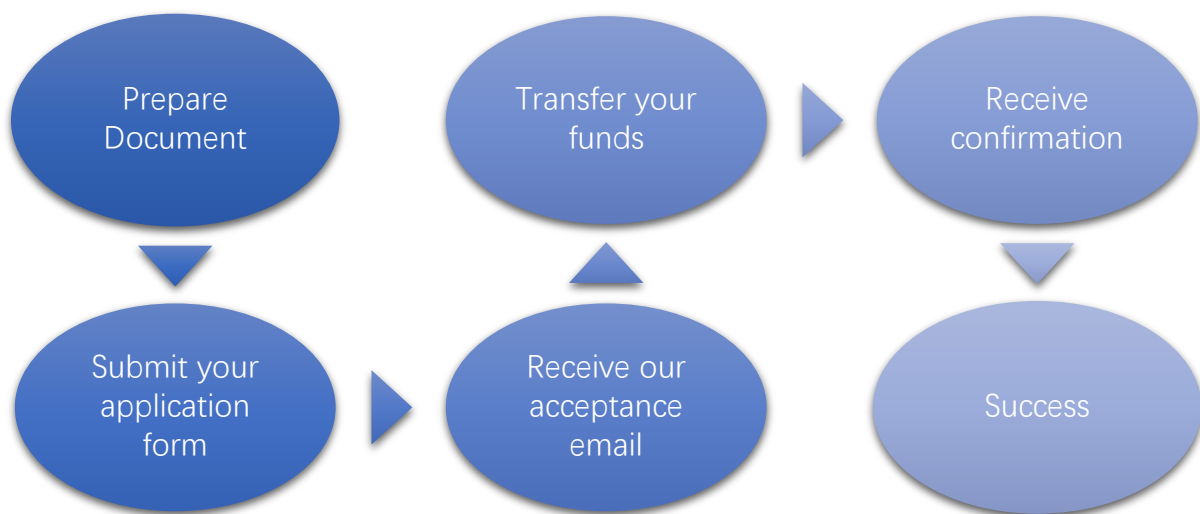 Prepare
Document
Submit your
application
form
Receive our
acceptance
email
Transfer your
funds
Receive
confirmation
Success